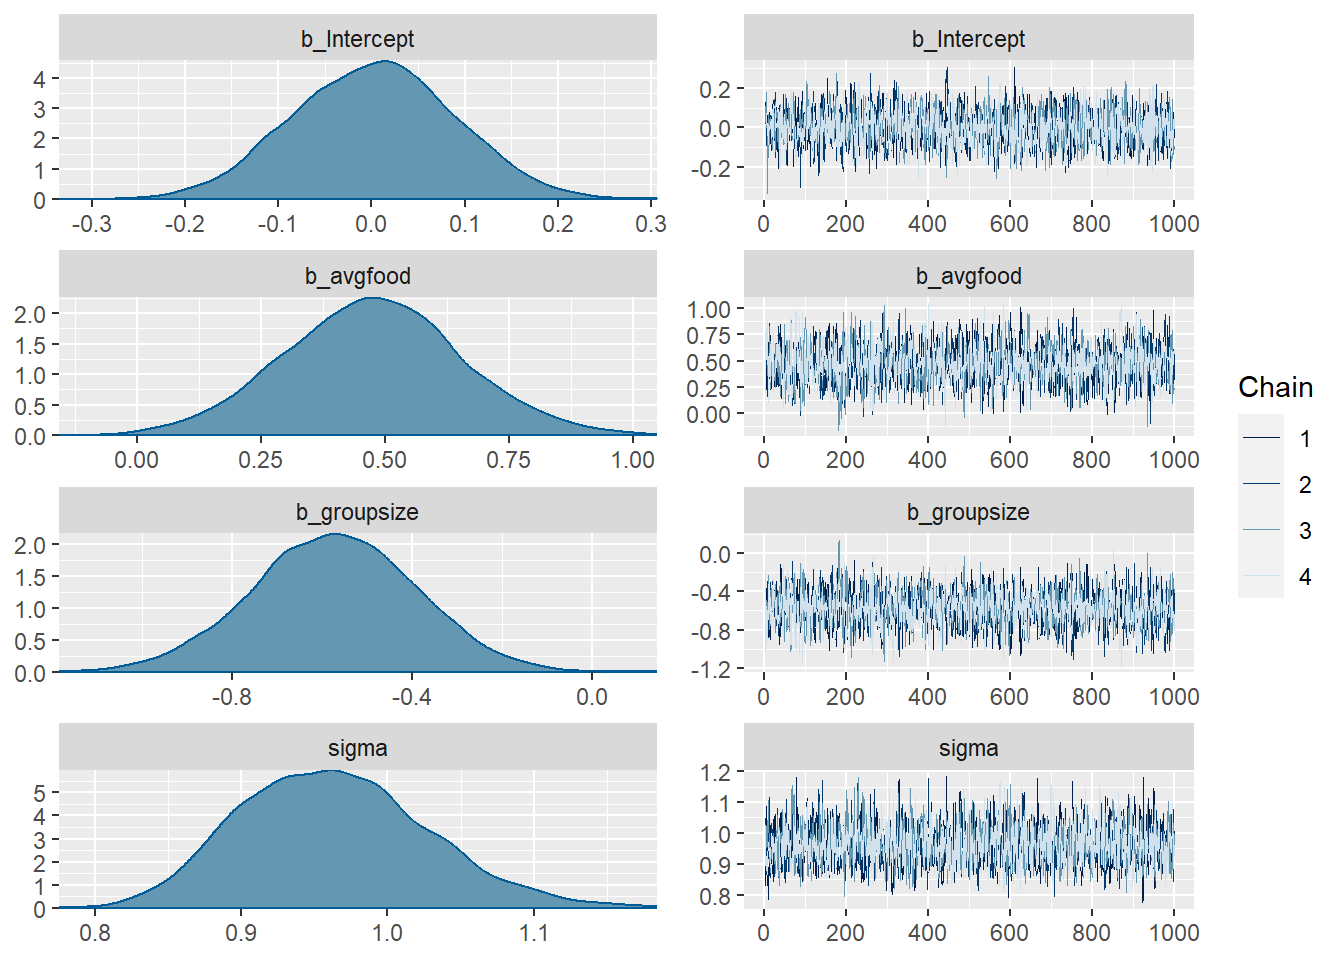 b_Intercept
4
3
2
1
0
-0.3 -0.2 -0.1 0.0 0.1 0.2 0.3
b_Intercept
0.2
0.0
-0.2
0 200 400 600 800 1000
b_avgfood
2.0
1.5
1.0
0.5
0.0
0.00 0.25 0.50 0.75 1.00
b_avgfood
1.00
0.75
0.50
0.25
0.00
0 200 400 600 800 1000
b_groupsize
2.0
1.5
1.0
0.5
0.0
-0.8 -0.4 0.0
b_groupsize
0.0
-0.4
-0.8
-1.2
0 200 400 600 800 1000
sigma
5
4
3
2
1
0
0.8 0.9 1.0 1.1
sigma
1.2
1.1
1.0
0.9
0.8
0 200 400 600 800 1000
Chain
1
2
3
4